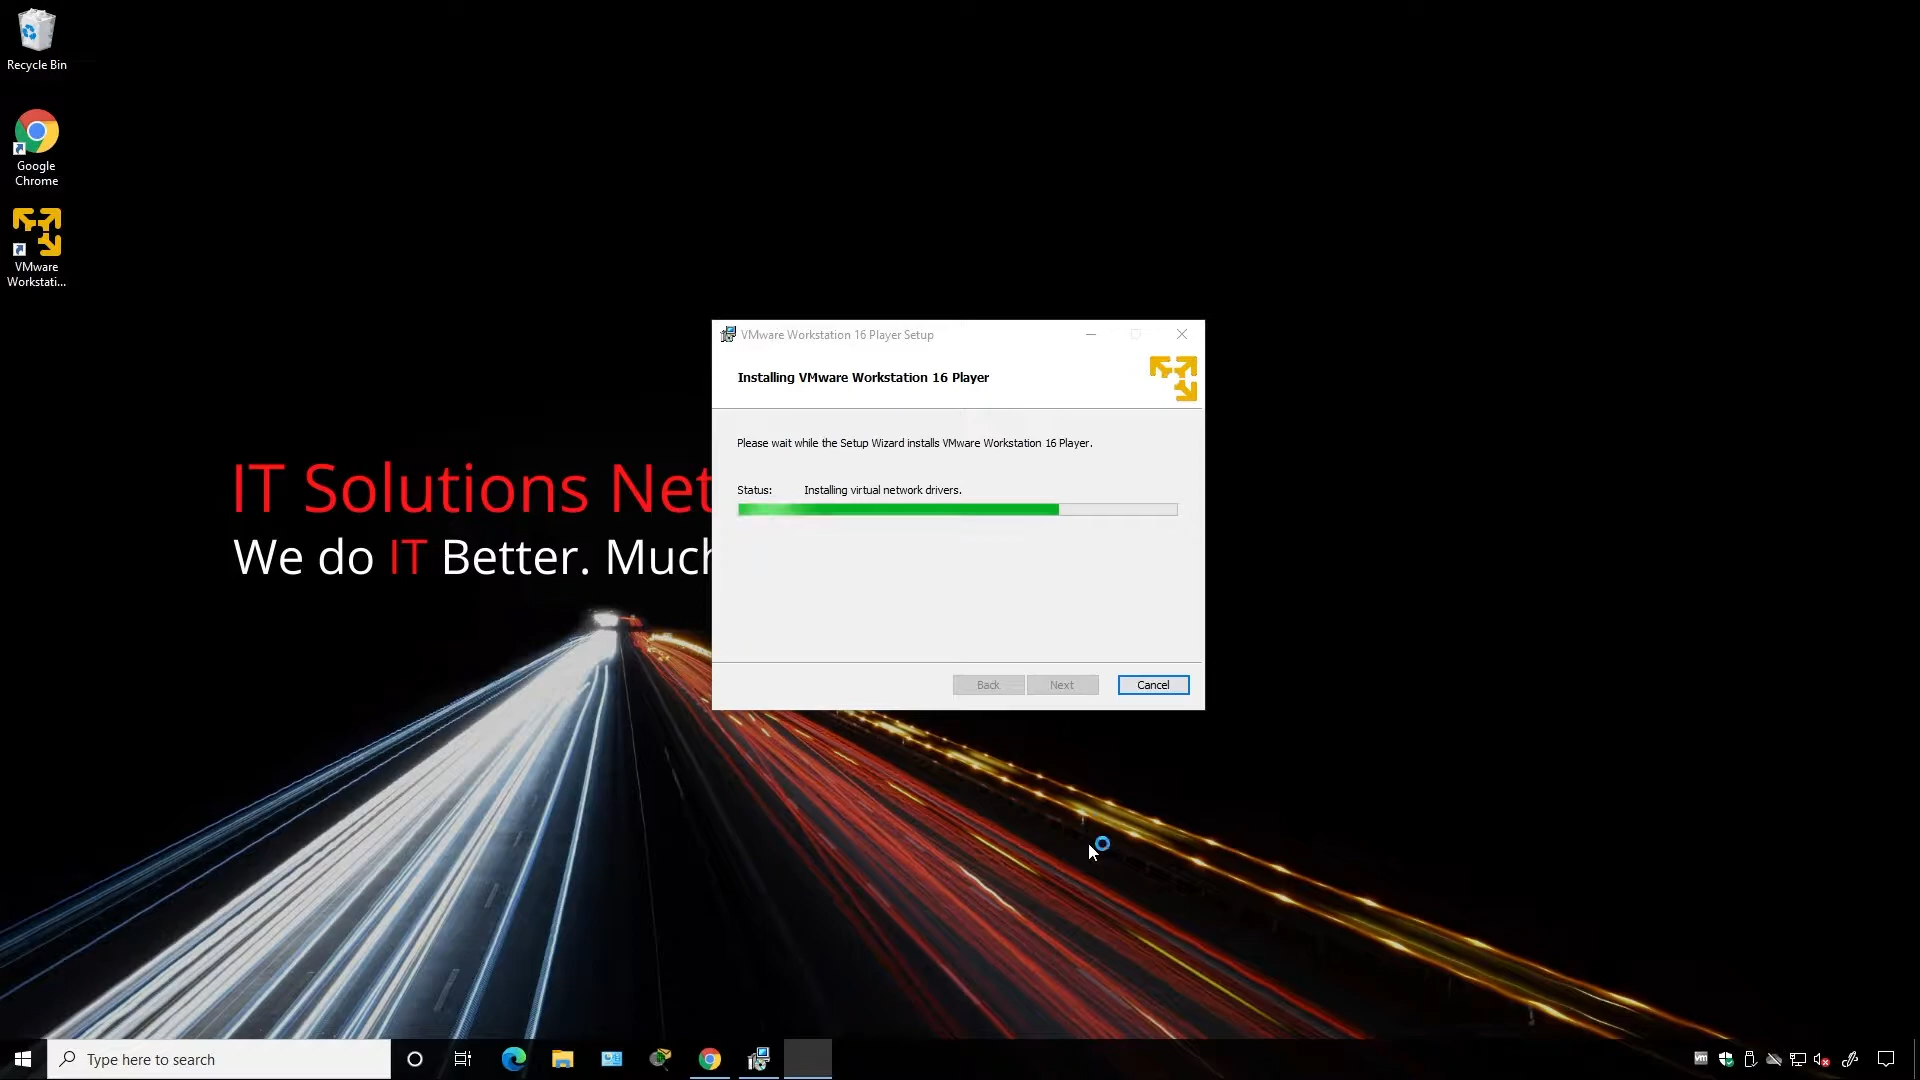 Recycle Bin
Google
Chrome
VMware
Workstati...
VMware Workstation 16 Player Setup
Installing VMware Workstation 16 Player
Please wait while the Setup Wizard installs VMware Workstation 16 Player.
Status: Installing virtual network drivers.
Back Next Cancel
IT Solutions Net
We do IT Better. Much
Type here to search
vm